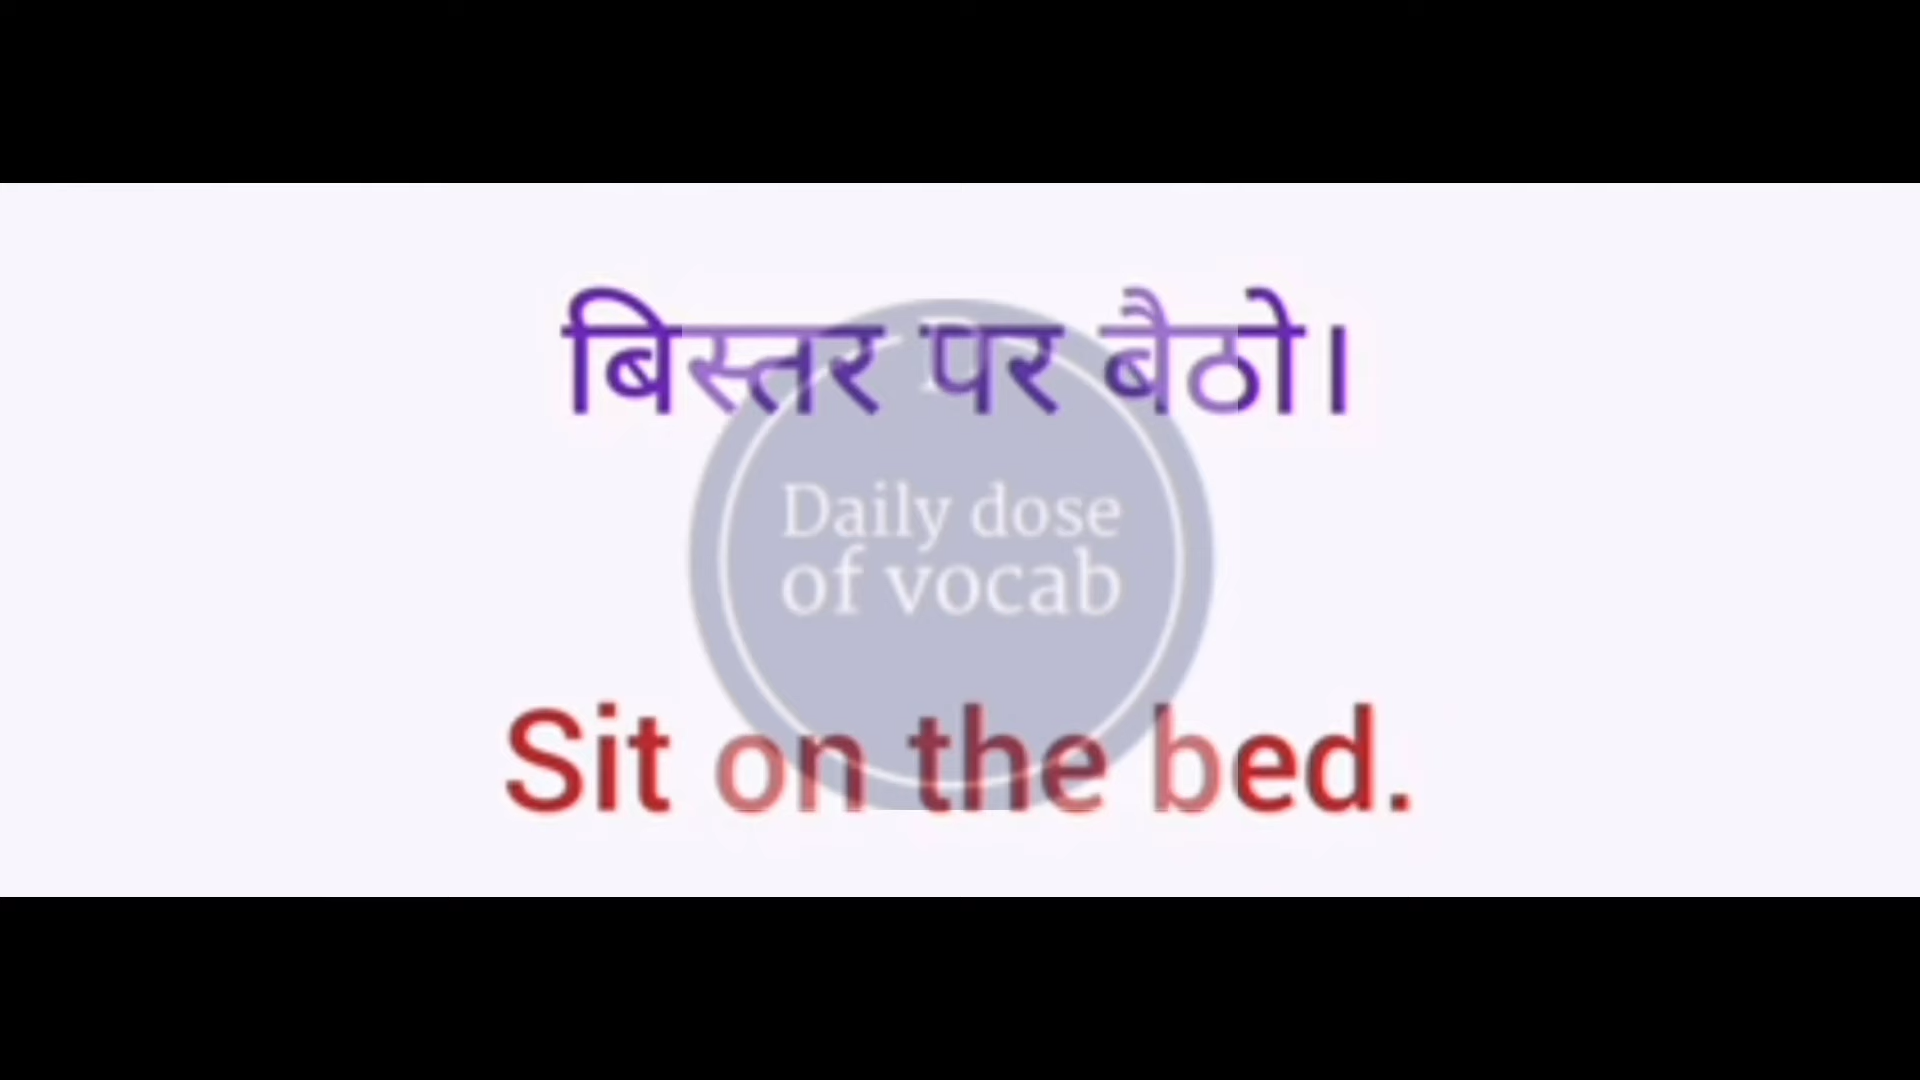 बिस्तर पर बैठो।
Daily dose
of vocab
Sit on the bed.